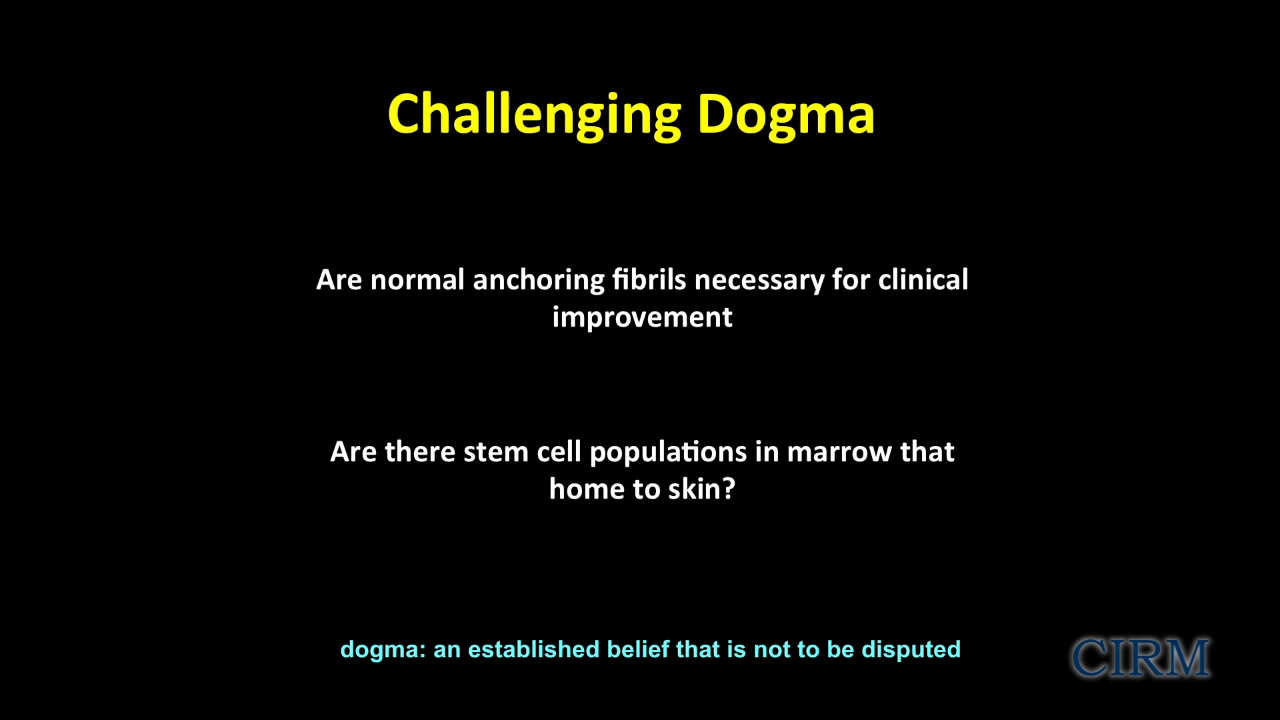 Challenging Dogma
Are normal anchoring fibrils necessary for clinical
improvement
Are there stem cell populations in marrow that
home to skin?
dogma: an established belief that is not to be disputed
CIRM